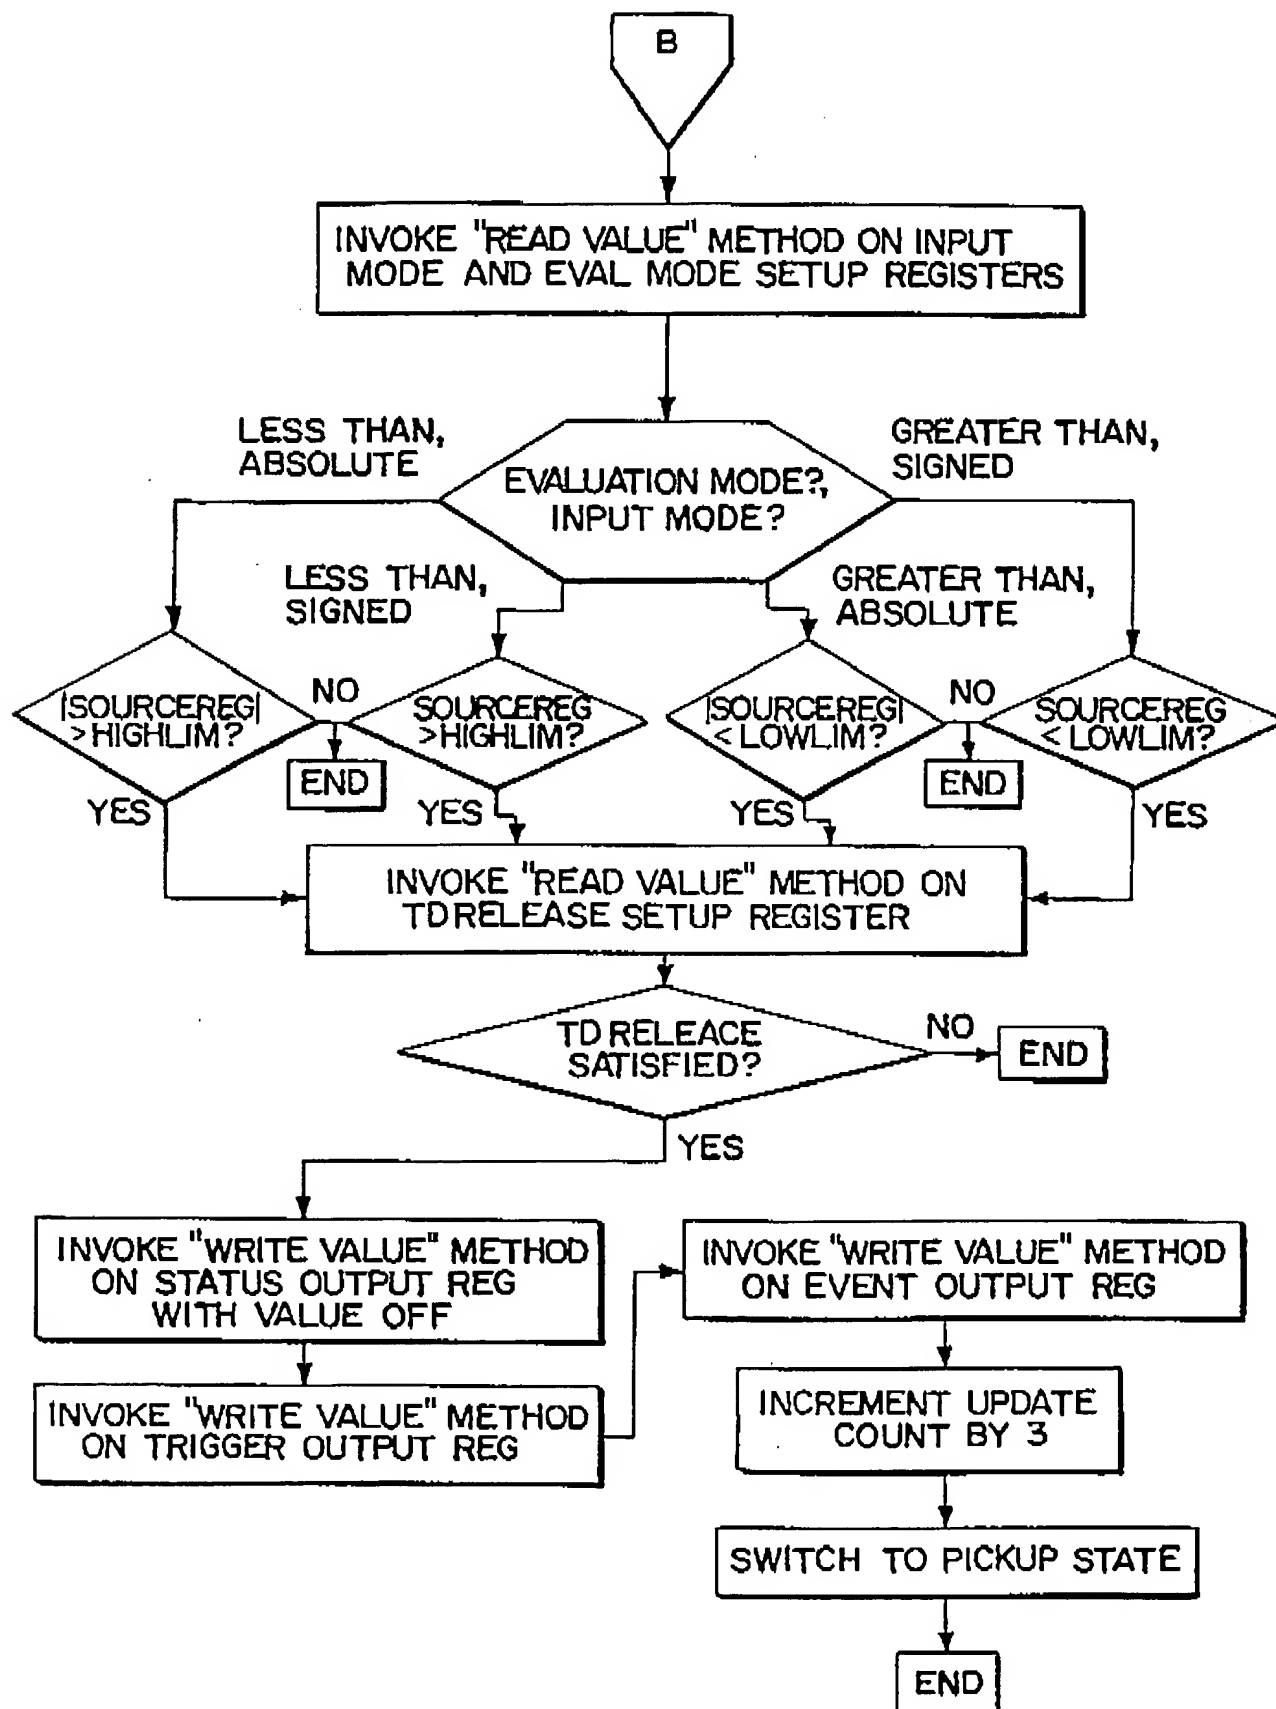 B
INVOKE "READ VALUE" METHOD ON INPUT
MODE AND EVAL MODE SETUP REGISTERS
LESS THAN,
ABSOLUTE
GREATER THAN,
SIGNED
EVALUATION MODE?,
INPUT MODE?
LESS THAN,
SIGNED
GREATER THAN,
ABSOLUTE
|SOURCEREG|
>HIGHLIM?
NO
SOURCEREG
>HIGHLIM?
|SOURCEREG|
<LOWLIM?
NO
SOURCEREG
<LOWLIM?
END
END
YES
YES
YES
YES
INVOKE "READ VALUE" METHOD ON
TDRELEASE SETUP REGISTER
TD RELEACE
SATISFIED?
NO
END
YES
INVOKE "WRITE VALUE" METHOD
ON STATUS OUTPUT REG
WITH VALUE OFF
INVOKE "WRITE VALUE" METHOD
ON TRIGGER OUTPUT REG
INVOKE "WRITE VALUE" METHOD
ON EVENT OUTPUT REG
INCREMENT UPDATE
COUNT BY 3
SWITCH TO PICKUP STATE
END